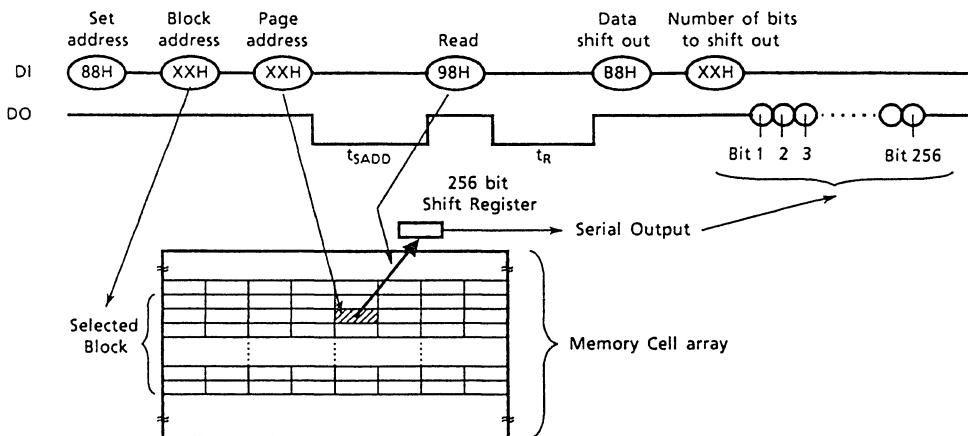 Set address
Block address
Page address
Read
Data shift out
Number of bits to shift out
DI
88H
XXH
XXH
98H
B8H
XXH
DO
tSADD
tR
Bit 1 2 3 Bit 256
256 bit
Shift Register
Serial Output
Selected
Block
Memory Cell array